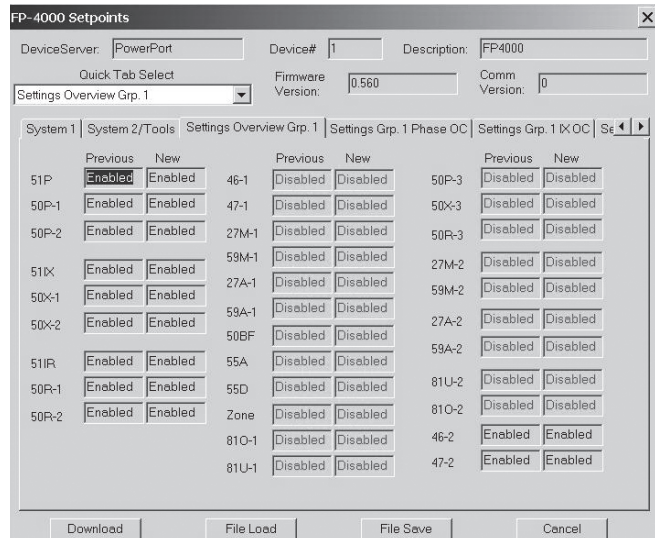 FP-4000 Setpoints
DeviceServer: PowerPort Device# 1 Description: FP4000
Quick Tab Select
Settings Overview Grp. 1
Firmware Version: 0.560
Comm Version: 0
System 1 System 2/Tools Settings Overview Grp. 1 Settings Grp. 1 Phase OC Settings Grp. 1 IX OC Se
Previous New
51P Enabled Enabled
50P-1 Enabled Enabled
50P-2 Enabled Enabled
51IX Enabled Enabled
50X-1 Enabled Enabled
50X-2 Enabled Enabled
51IR Enabled Enabled
50R-1 Enabled Enabled
50R-2 Enabled Enabled
Previous New
46-1 Disabled Disabled
47-1 Disabled Disabled
27M-1 Disabled Disabled
59M-1 Disabled Disabled
27A-1 Disabled Disabled
59A-1 Disabled Disabled
50BF Disabled Disabled
55A Disabled Disabled
55D Disabled Disabled
Zone Disabled Disabled
81O-1 Disabled Disabled
81U-1 Disabled Disabled
Previous New
50P-3 Disabled Disabled
50X-3 Disabled Disabled
50R-3 Disabled Disabled
27M-2 Disabled Disabled
59M-2 Disabled Disabled
27A-2 Disabled Disabled
59A-2 Disabled Disabled
81U-2 Disabled Disabled
81O-2 Disabled Disabled
46-2 Enabled Enabled
47-2 Enabled Enabled
Download File Load File Save Cancel